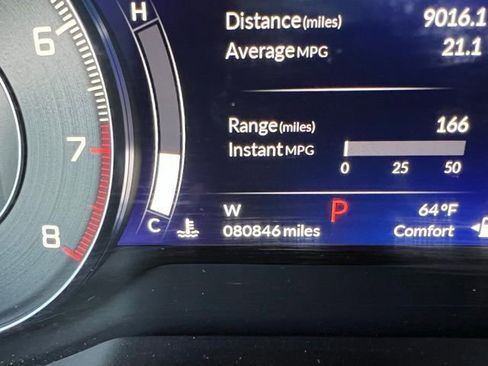 6
7
8
H
C
Distance (miles) 9016.1
Average MPG 21.1
Range (miles) 166
Instant MPG
0 25 50
W P 64°F
080846 miles Comfort